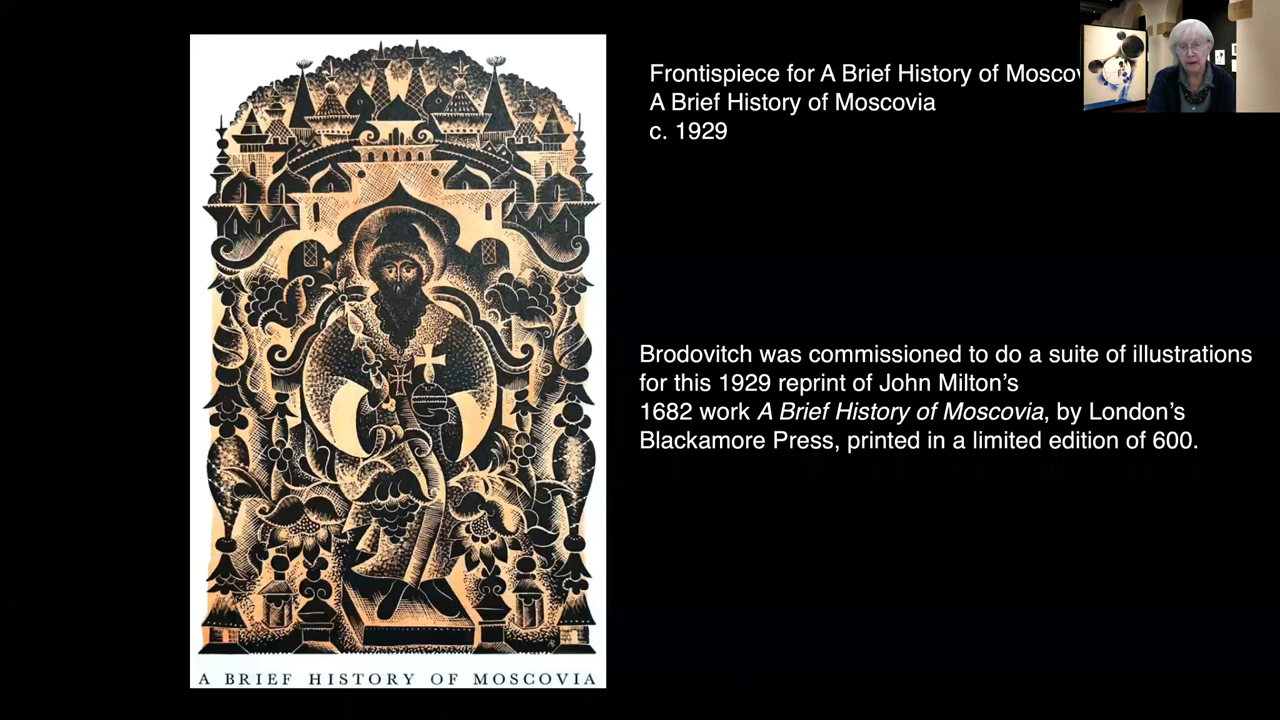 Frontispiece for A Brief History of
A Brief History of Moscovia
c. 1929
Brodovitch was commissioned to do a suite of illustrations
for this 1929 reprint of John Milton’s
1682 work A Brief History of Moscovia, by London’s
Blackamore Press, printed in a limited edition of 600.
A BRIEF HISTORY OF MOSCOVIA